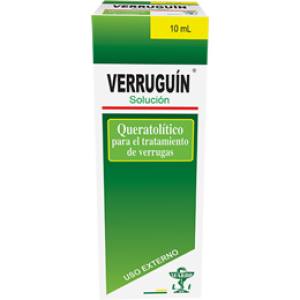 10 mL
VERRUGUÍN®
Solución
Queratolítico
para el tratamiento
de verrugas
USO EXTERNO